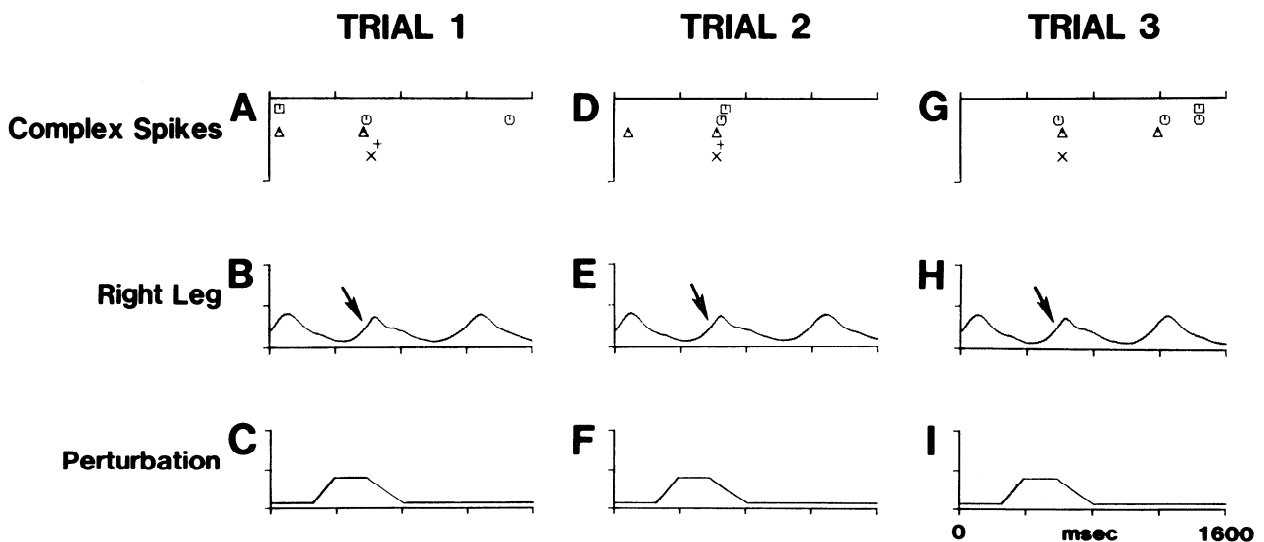 TRIAL 1 TRIAL 2 TRIAL 3
Complex Spikes A D G
Right Leg B E H
Perturbation C F I
0 msec 1600